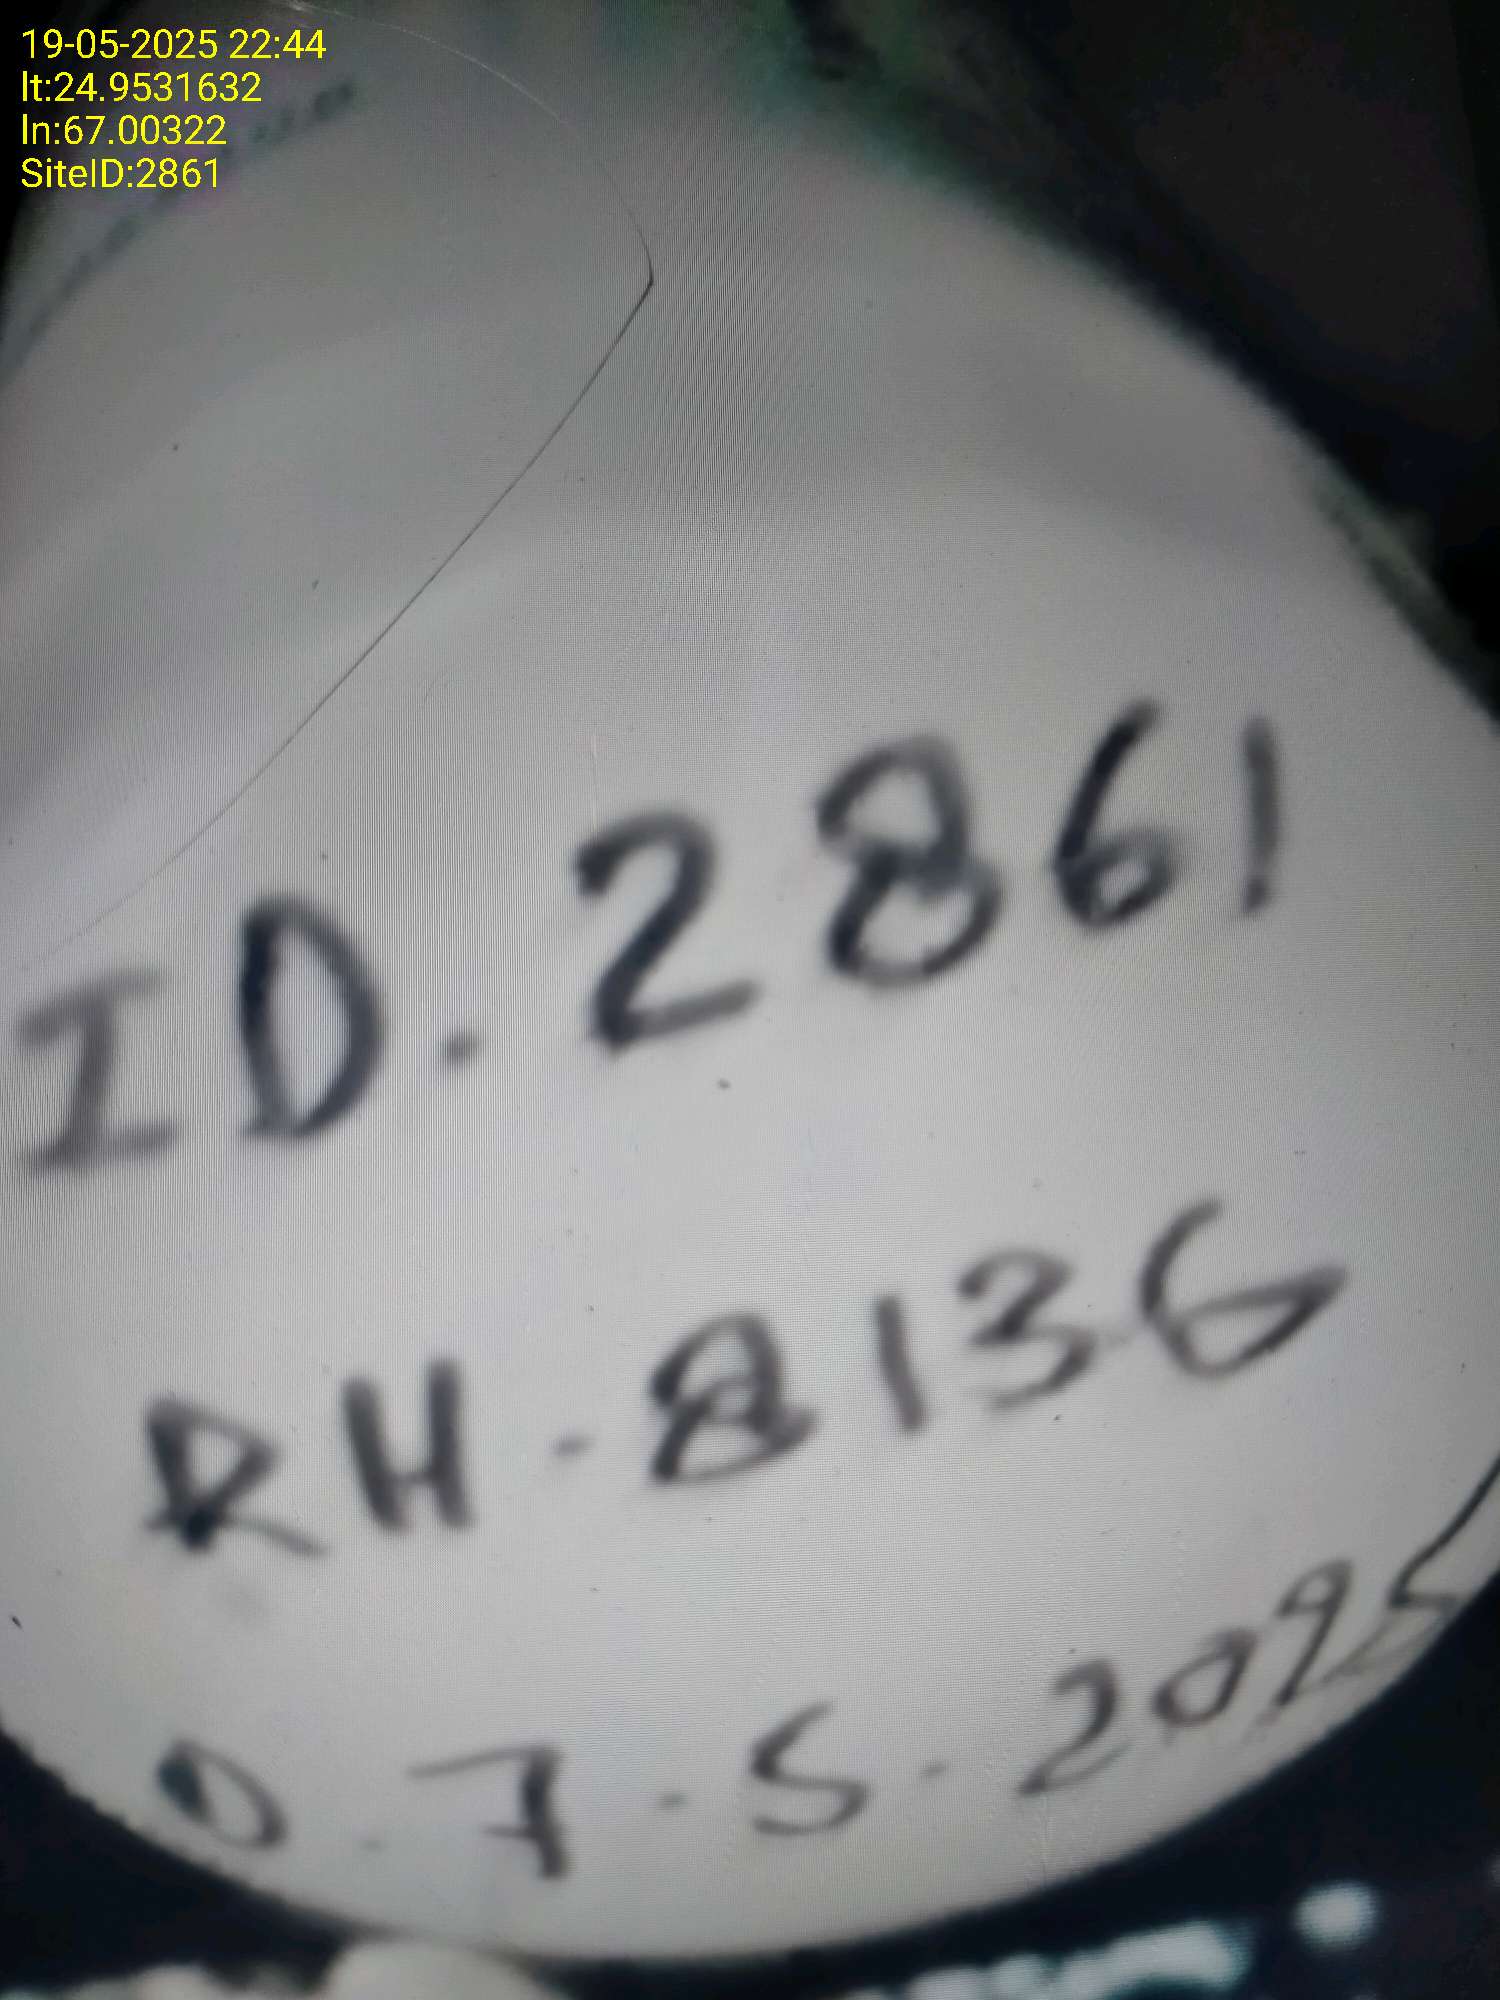 19-05-2025 22:44
lt:24.9531632
ln:67.00322
SiteID:2861
ID.2861
RH-8136
D.7-5-2025